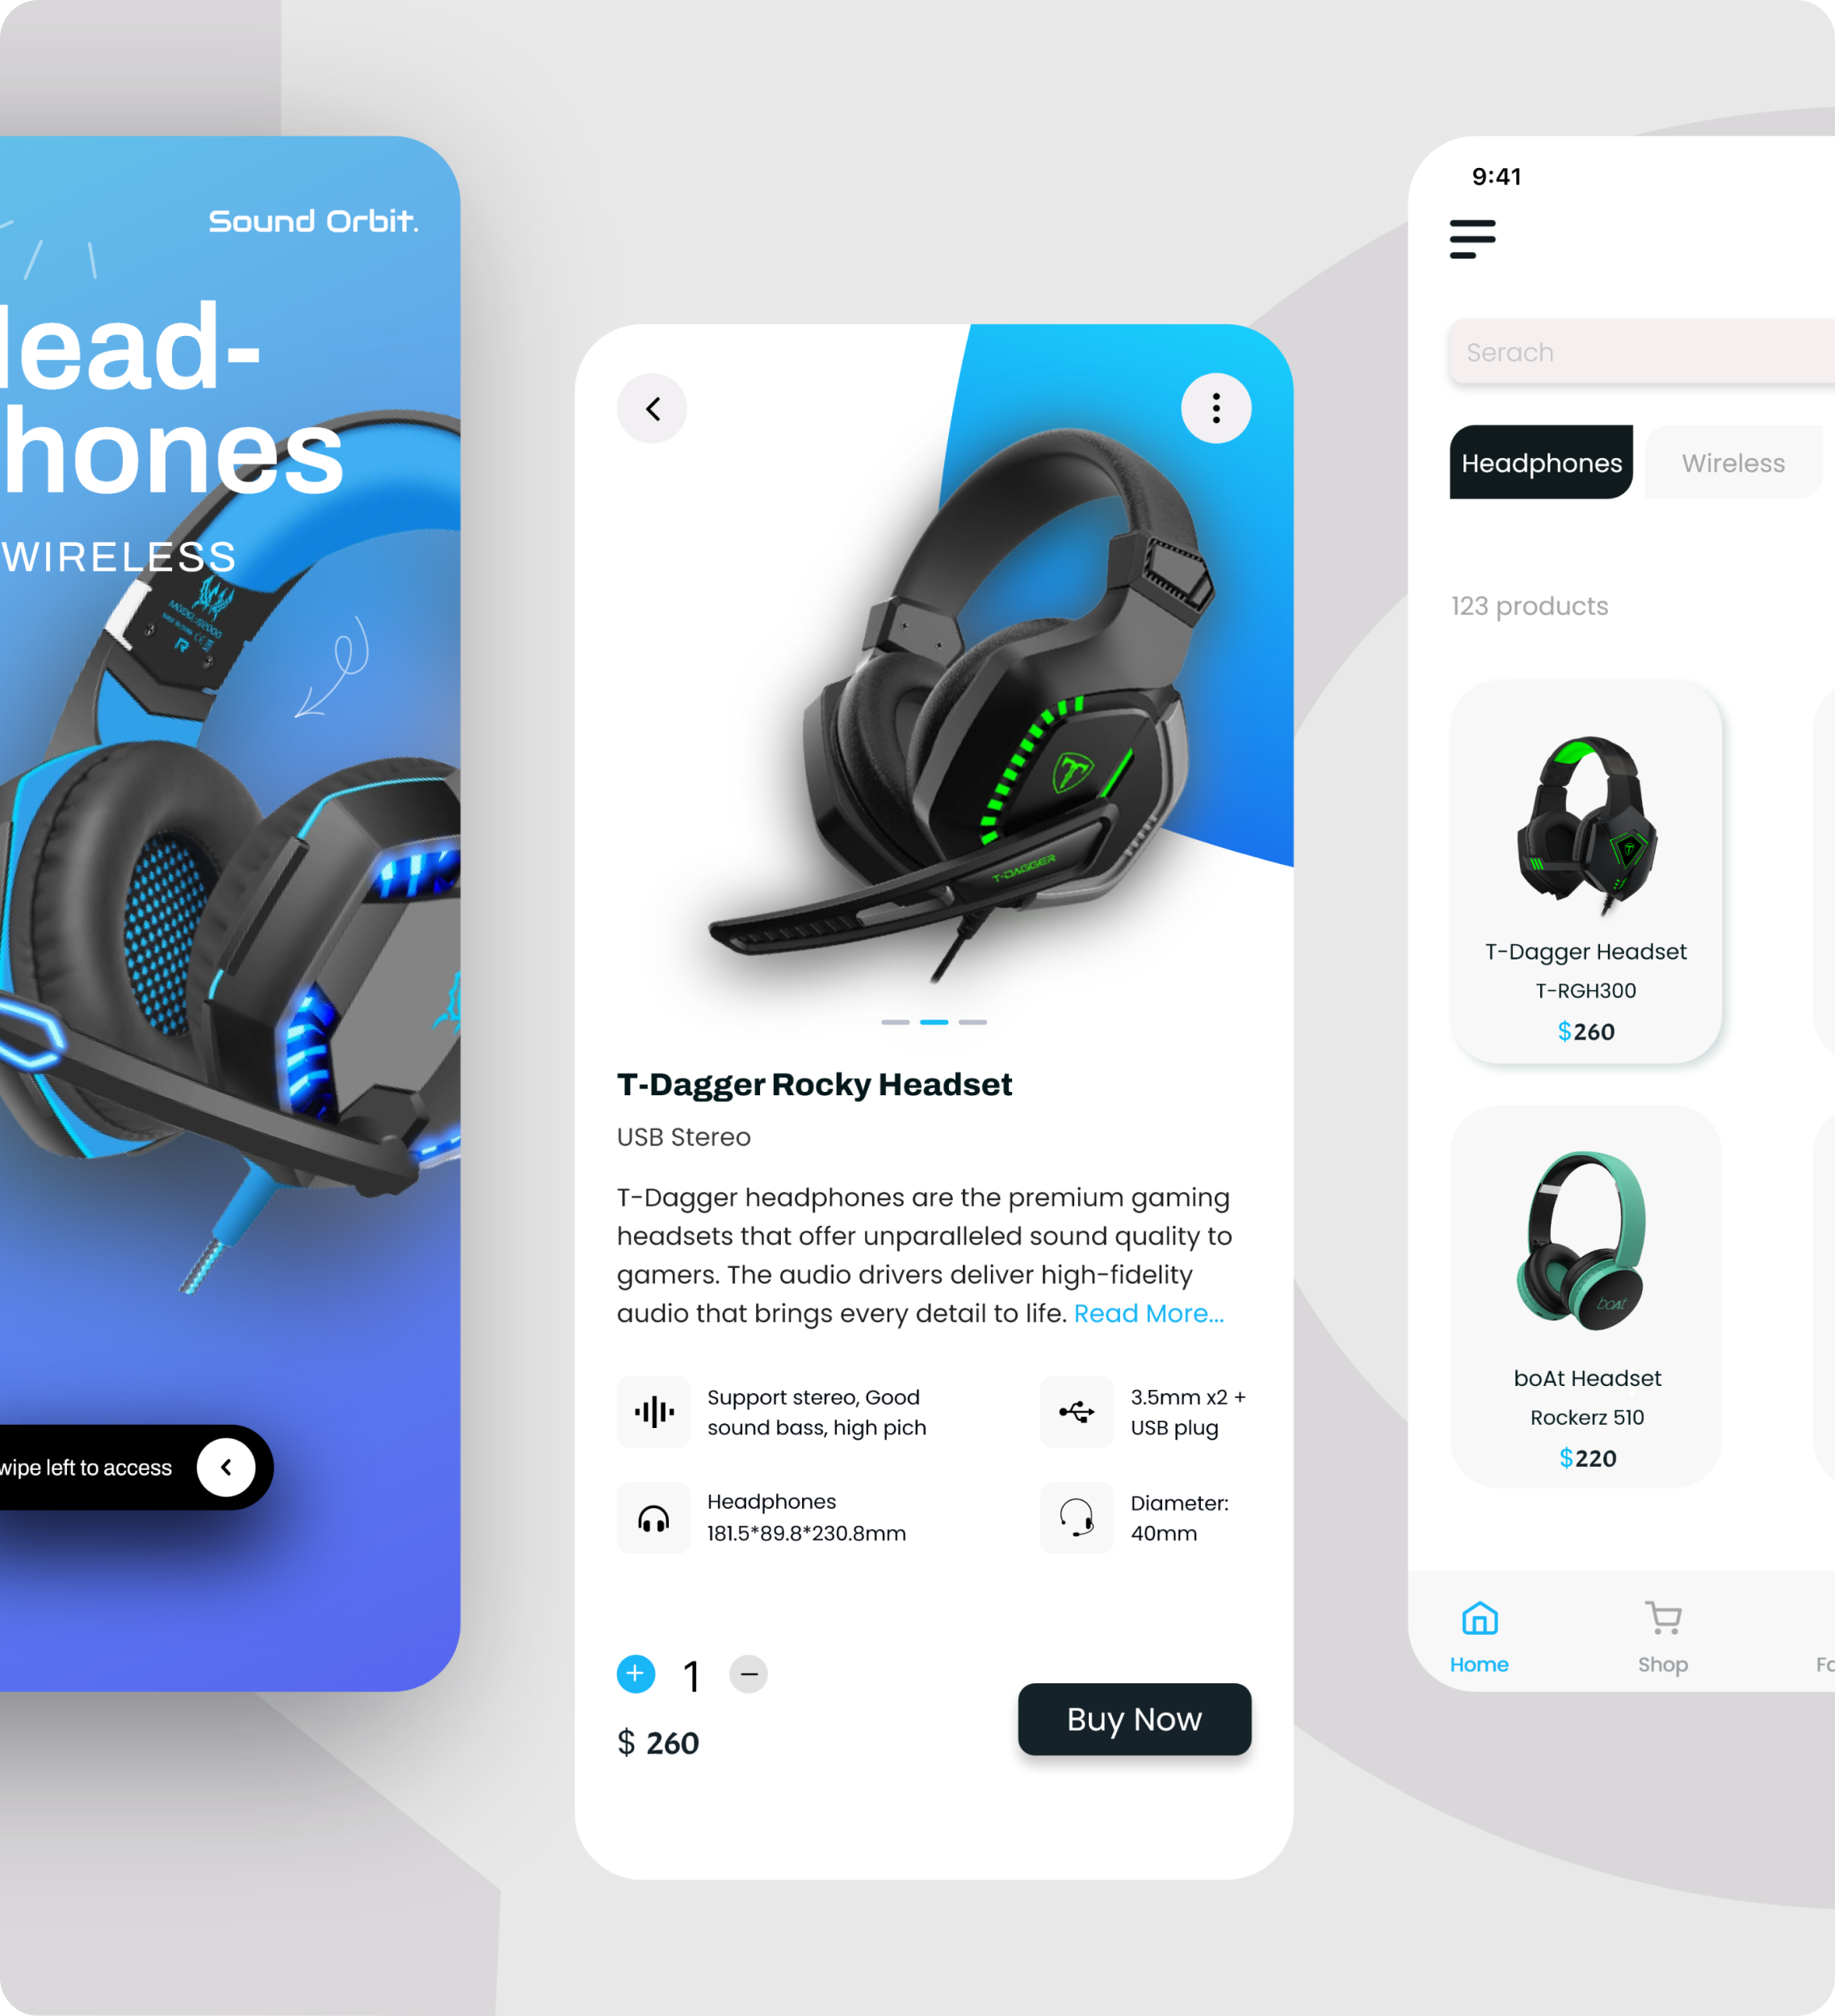 Sound Orbit.
lead-
hones
WIRELESS
wipe left to access
T-DAGGER
T-Dagger Rocky Headset
USB Stereo
T-Dagger headphones are the premium gaming
headsets that offer unparalleled sound quality to
gamers. The audio drivers deliver high-fidelity
audio that brings every detail to life. Read More...
Support stereo, Good
sound bass, high pich
3.5mm x2 +
USB plug
Headphones
181.5*89.8*230.8mm
Diameter:
40mm
+ 1 −
$ 260
Buy Now
9:41
Serach
Headphones
Wireless
123 products
T-Dagger Headset
T-RGH300
$260
boAt
boAt Headset
Rockerz 510
$220
Home
Shop